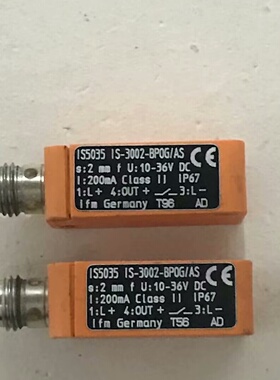 IS5035 IS-3002-BPOG/AS CE
s:2 mm f U:10-36V DC
I:200mA Class II IP67
1:L+ 4:OUT + 3:L-
ifm Germany T96 AD
IS5035 IS-3002-BPOG/AS CE
s:2 mm f U:10-36V DC
I:200mA Class II IP67
1:L+ 4:OUT + 3:L-
ifm Germany T56 AD